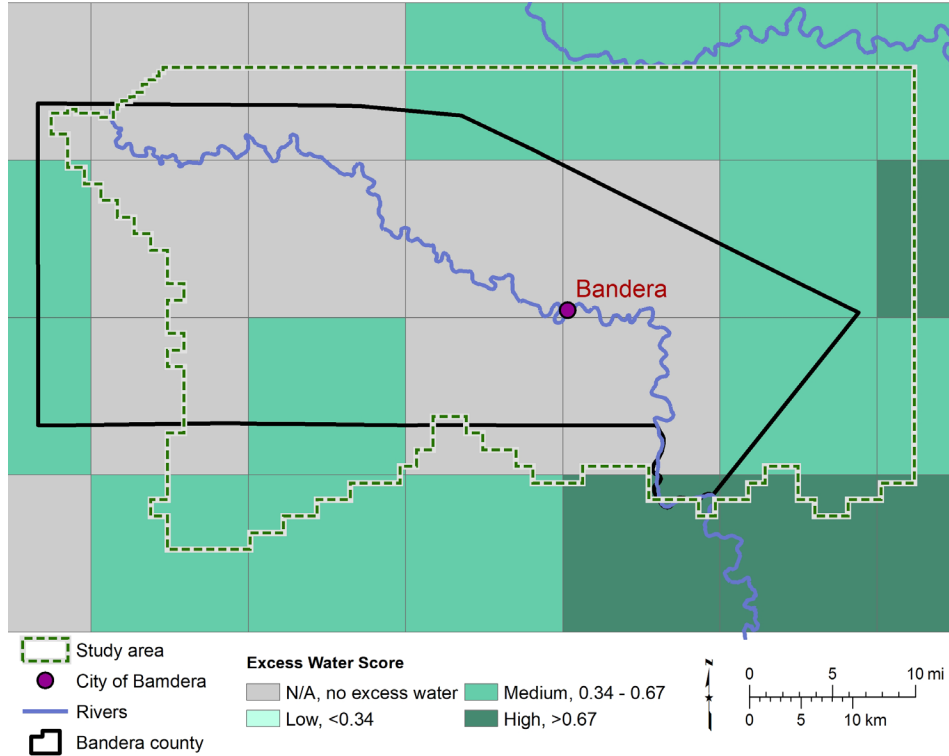 Bandera
Study area
City of Bamdera
Rivers
Bandera county
Excess Water Score
N/A, no excess water
Low, <0.34
Medium, 0.34 - 0.67
High, >0.67
N
0 5 10 mi
0 5 10 km